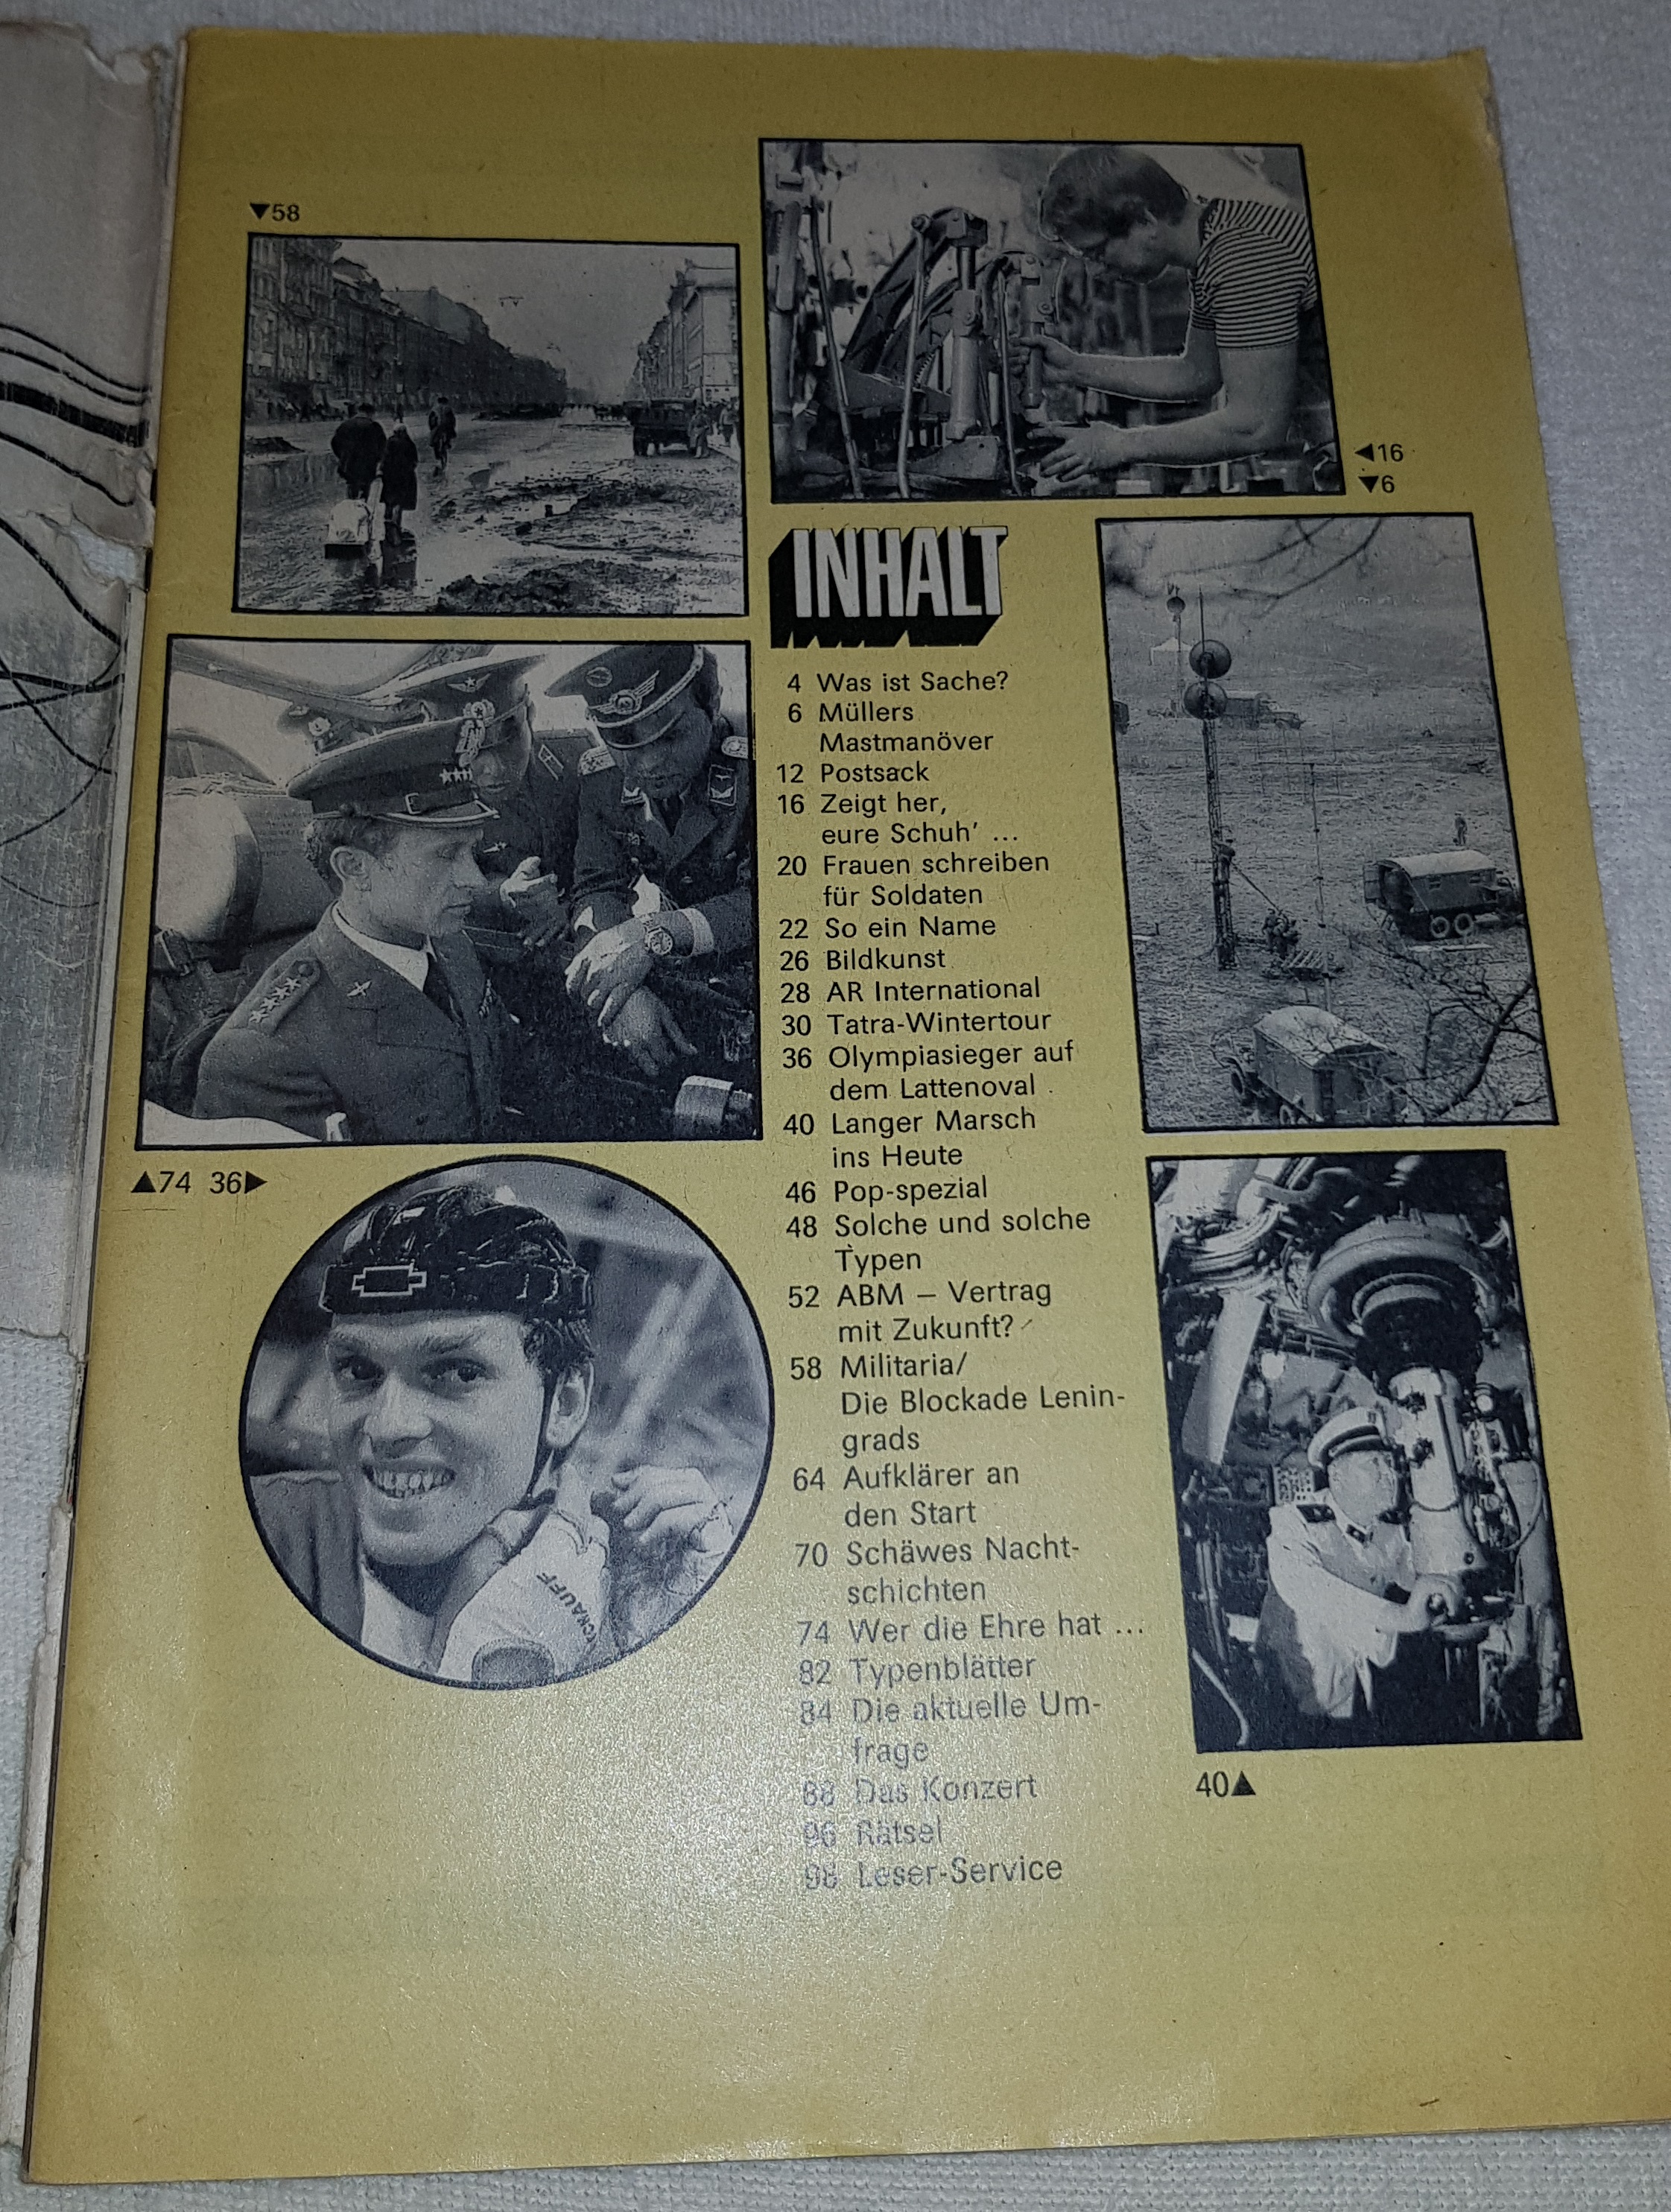 ▼58
◀16
▼6
INHALT
4 Was ist Sache?
6 Müllers
Mastmanöver
12 Postsack
16 Zeigt her,
eure Schuh’ ...
20 Frauen schreiben
für Soldaten
22 So ein Name
26 Bildkunst
28 AR International
30 Tatra-Wintertour
36 Olympiasieger auf
dem Lattenoval
40 Langer Marsch
ins Heute
46 Pop-spezial
48 Solche und solche
Typen
52 ABM – Vertrag
mit Zukunft?
58 Militaria/
Die Blockade Lenin-
grads
64 Aufklärer an
den Start
70 Schäwes Nacht-
schichten
74 Wer die Ehre hat ...
82 Typenblätter
84 Die aktuelle Um-
frage
88 Das Konzert
96 Rätsel
98 Leser-Service
▲74 36▶
40▲